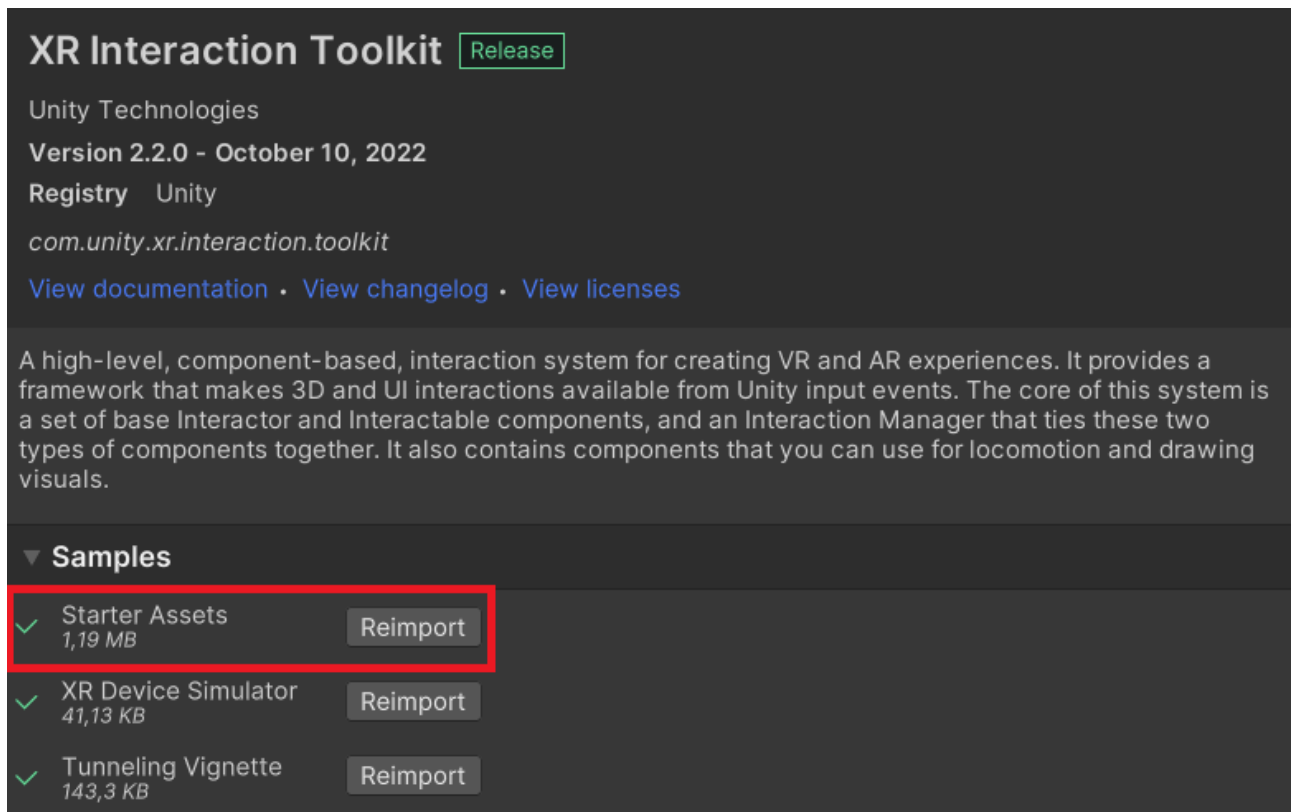 XR Interaction Toolkit Release
Unity Technologies
Version 2.2.0 - October 10, 2022
Registry Unity
com.unity.xr.interaction.toolkit
View documentation • View changelog • View licenses
A high-level, component-based, interaction system for creating VR and AR experiences. It provides a
framework that makes 3D and UI interactions available from Unity input events. The core of this system is
a set of base Interactor and Interactable components, and an Interaction Manager that ties these two
types of components together. It also contains components that you can use for locomotion and drawing
visuals.
Samples
Starter Assets
1,19 MB
Reimport
XR Device Simulator
41,13 KB
Reimport
Tunneling Vignette
143,3 KB
Reimport